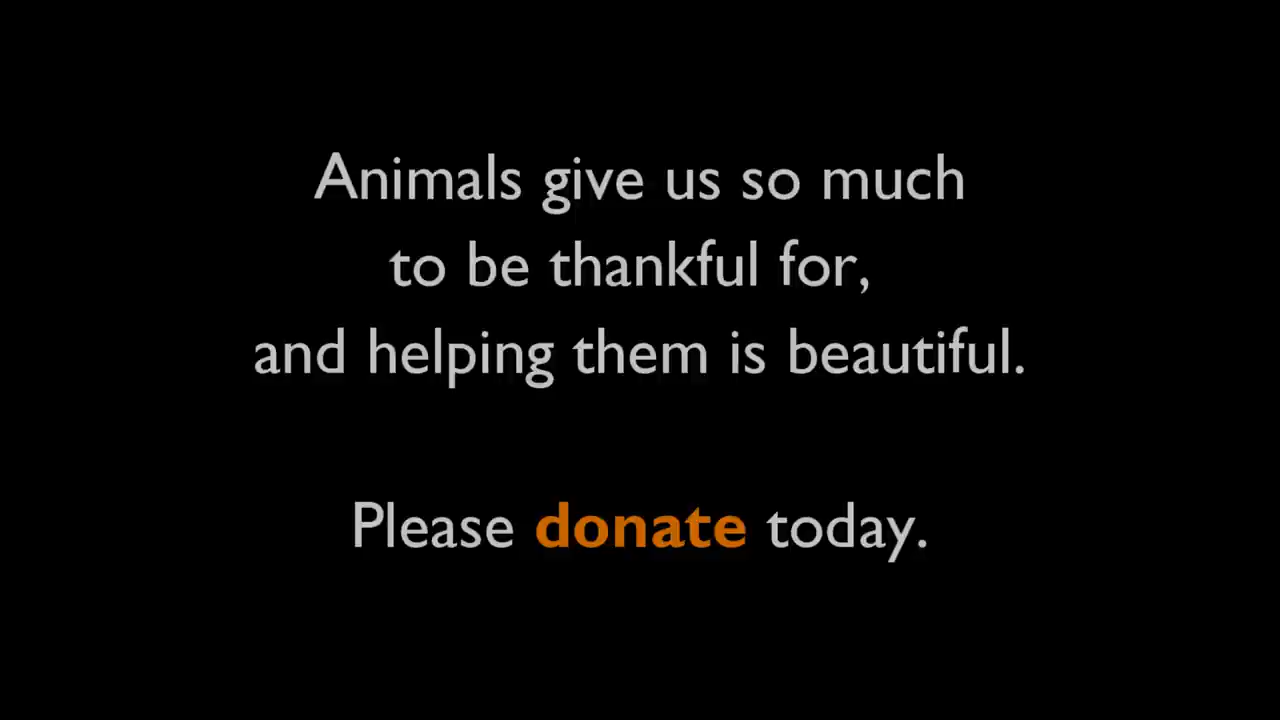 Animals give us so much
to be thankful for,
and helping them is beautiful.
Please donate today.